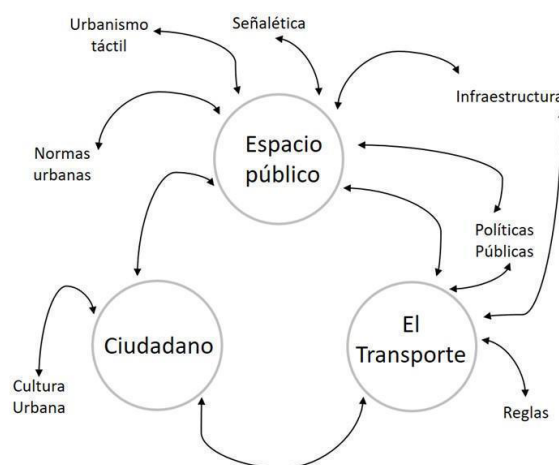 Urbanismo
táctil
Señalética
Infraestructura
Espacio
público
Normas
urbanas
Políticas
Públicas
Ciudadano
El
Transporte
Cultura
Urbana
Reglas